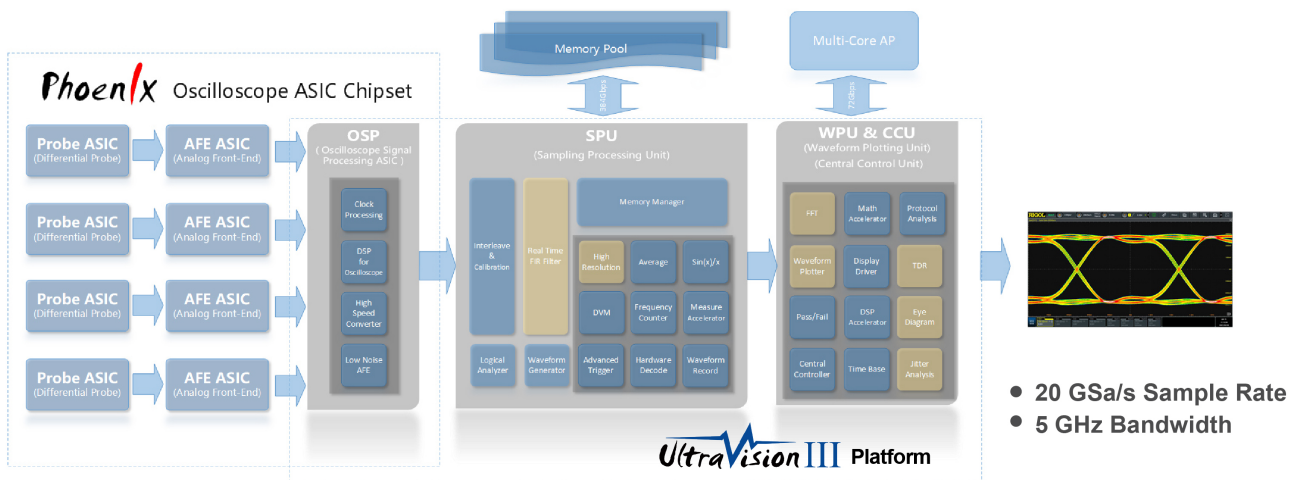 Memory Pool
Multi-Core AP
384Gbps
72Gbps
Phoenix Oscilloscope ASIC Chipset
Probe ASIC
(Differential Probe)
AFE ASIC
(Analog Front-End)
Probe ASIC
(Differential Probe)
AFE ASIC
(Analog Front-End)
Probe ASIC
(Differential Probe)
AFE ASIC
(Analog Front-End)
Probe ASIC
(Differential Probe)
AFE ASIC
(Analog Front-End)
OSP
( Oscilloscope Signal
Processing ASIC )
Clock
Processing
DSP
for
Oscilloscope
High
Speed
Converter
Low Noise
AFE
SPU
(Sampling Processing Unit)
Interleave
&
Calibration
Real Time
FIR Filter
Memory Manager
High
Resolution
Average
Sin(x)/x
DVM
Frequency
Counter
Measure
Accelerator
Logical
Analyzer
Waveform
Generator
Advanced
Trigger
Hardware
Decode
Waveform
Record
WPU & CCU
(Waveform Plotting Unit)
(Central Control Unit)
FFT
Math
Accelerator
Protocol
Analysis
Waveform
Plotter
Display
Driver
TDR
Pass/Fail
DSP
Accelerator
Eye
Diagram
Central
Controller
Time Base
Jitter
Analysis
RIGOL
• 20 GSa/s Sample Rate
• 5 GHz Bandwidth
UltraVision III Platform